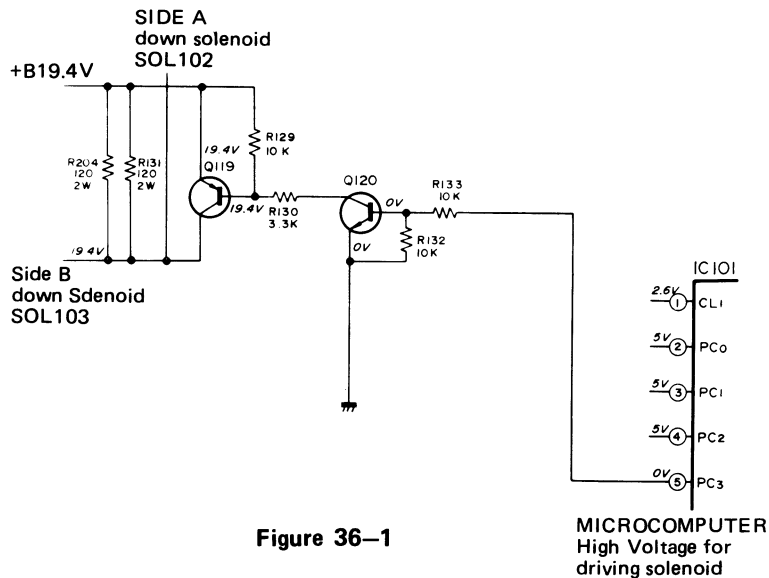 SIDE A
down solenoid
SOL102
+B19.4V
R204
120
2W
R131
120
2W
19.4V
Q119
R129
10K
19.4V
R130
3.3K
Q120
0V
0V
R133
10K
R132
10K
19.4V
Side B
down Sdenoid
SOL103
IC101
2.6V
1 CL1
5V
2 PC0
5V
3 PC1
5V
4 PC2
0V
5 PC3
Figure 36—1
MICROCOMPUTER
High Voltage for
driving solenoid